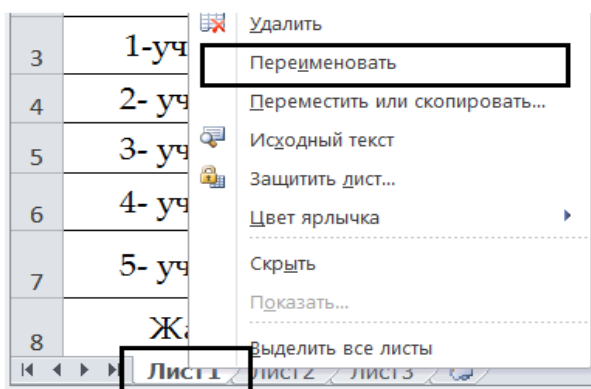 Удалить
3 1-уч
Переименовать
4 2- уч
Переместить или скопировать...
5 3- уч
Исходный текст
Защитить лист...
6 4- уч
Цвет ярлычка
7 5- уч
Скрыть
Показать...
8 Жа
Выделить все листы
Лист1 Лист2 Лист3